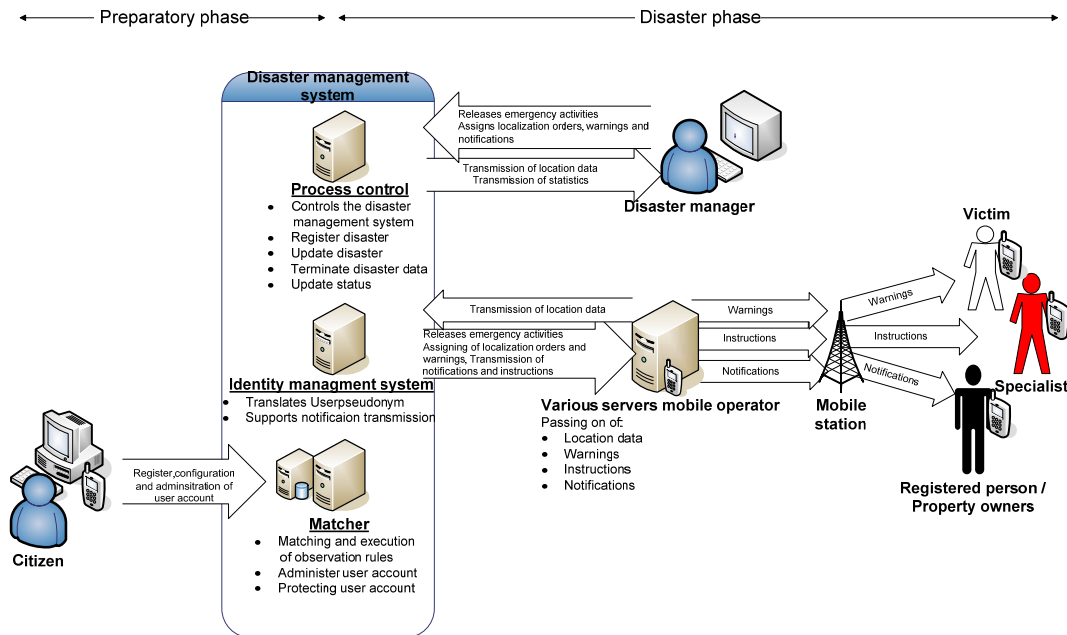 Preparatory phase
Disaster phase
Disaster management
system
Releases emergency activities
Assigns localization orders, warnings and
notifications
Transmission of location data
Transmission of statistics
Disaster manager
Process control
• Controls the disaster
management system
• Register disaster
• Update disaster
• Terminate disaster data
• Update status
Transmission of location data
Releases emergency activities
Assigning of localization orders and
warnings, Transmission of
notifications and instructions
Identity managment system
• Translates Userpseudonym
• Supports notificaion transmission
Register,configuration
and adminsitration of
user account
Citizen
Matcher
• Matching and execution
of observation rules
• Administer user account
• Protecting user account
Various servers mobile operator
Passing on of:
• Location data
• Warnings
• Instructions
• Notifications
Warnings
Instructions
Notifications
Mobile
station
Warnings
Instructions
Notifications
Victim
Specialist
Registered person /
Property owners